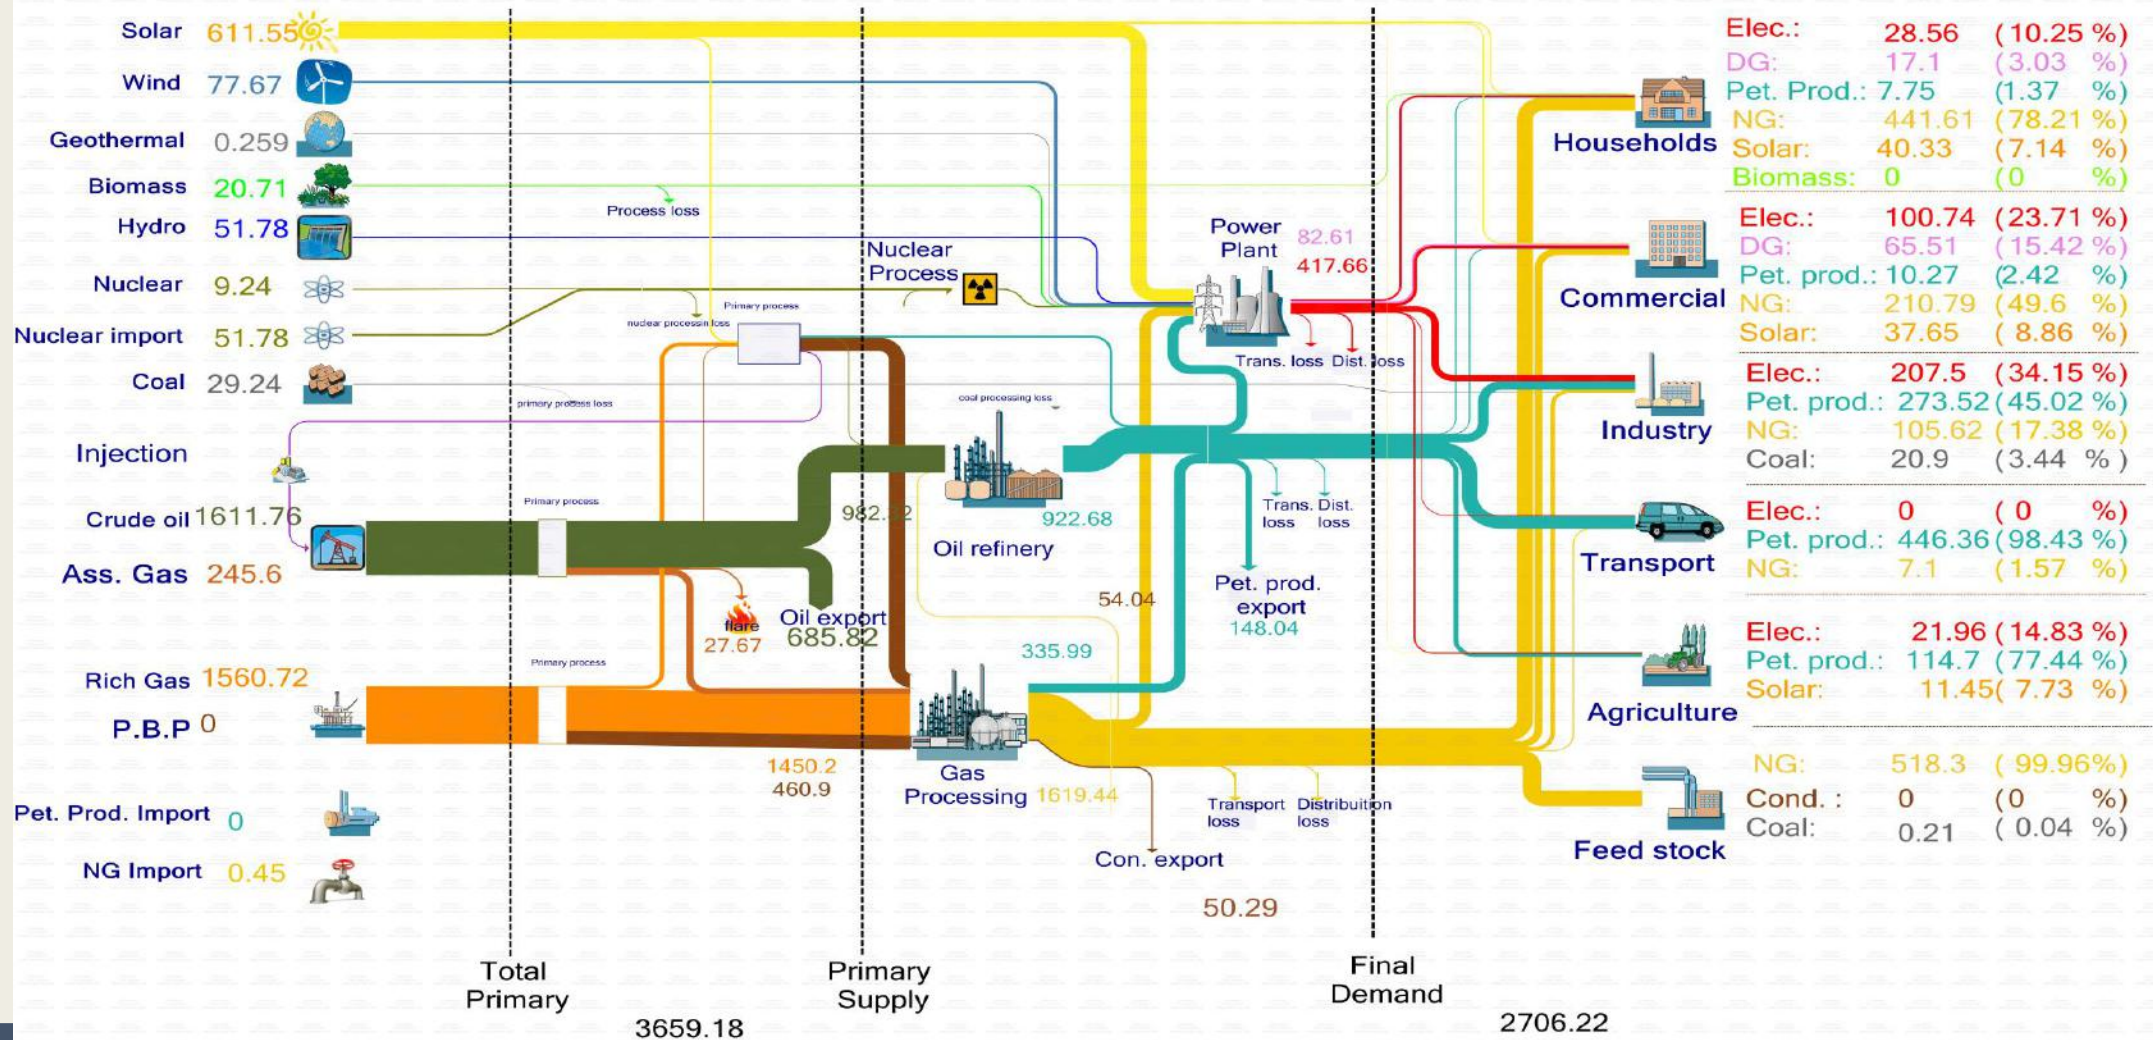 Solar 611.55
Wind 77.67
Geothermal 0.259
Biomass 20.71
Hydro 51.78
Nuclear 9.24
Nuclear import 51.78
Coal 29.24
Injection
Crude oil 1611.76
Ass. Gas 245.6
Rich Gas 1560.72
P.B.P 0
Pet. Prod. Import 0
NG Import 0.45
Process loss
Nuclear
Process
Primary process
nuclear processin loss
primary process loss
coal processing loss
Primary process
Primary process
flare
27.67
Oil export
685.82
Oil refinery
922.68
1450.2
460.9
Gas
Processing 1619.44
335.99
54.04
Power
Plant
82.61
417.66
Trans. loss Dist. loss
Trans. Dist.
loss loss
Pet. prod.
export
148.04
Transport Distribuition
loss loss
Con. export
50.29
Total
Primary
3659.18
Primary
Supply
Final
Demand
2706.22
Households
Elec.: 28.56 (10.25 %)
DG: 17.1 (3.03 %)
Pet. Prod.: 7.75 (1.37 %)
NG: 441.61 (78.21 %)
Solar: 40.33 (7.14 %)
Biomass: 0 (0 %)
Commercial
Elec.: 100.74 (23.71 %)
DG: 65.51 (15.42 %)
Pet. prod.: 10.27 (2.42 %)
NG: 210.79 (49.6 %)
Solar: 37.65 ( 8.86 %)
Industry
Elec.: 207.5 (34.15 %)
Pet. prod.: 273.52 (45.02 %)
NG: 105.62 (17.38 %)
Coal: 20.9 (3.44 % )
Transport
Elec.: 0 ( 0 %)
Pet. prod.: 446.36 (98.43 %)
NG: 7.1 (1.57 %)
Agriculture
Elec.: 21.96 ( 14.83 %)
Pet. prod.: 114.7 (77.44 %)
Solar: 11.45( 7.73 %)
Feed stock
NG: 518.3 ( 99.96%)
Cond. : 0 (0 %)
Coal: 0.21 ( 0.04 %)